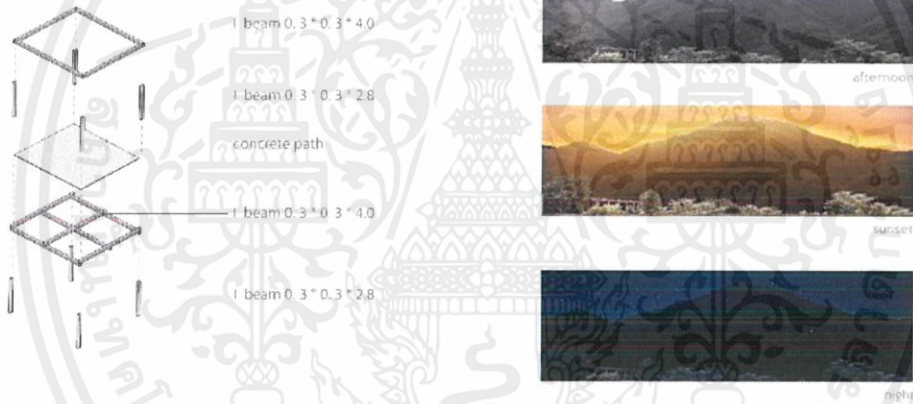 I beam 0.3 * 0.3 * 4.0
I beam 0.3 * 0.3 * 2.8
concrete path
I beam 0.3 * 0.3 * 4.0
I beam 0.3 * 0.3 * 2.8
afternoon
sunset
night